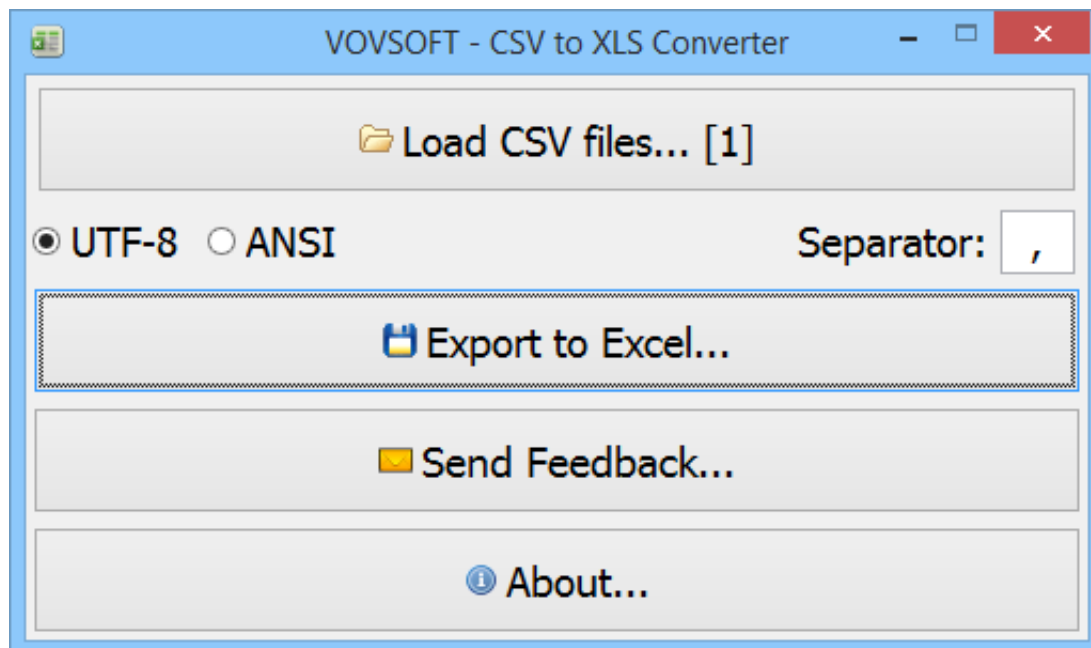 VOVSOFT - CSV to XLS Converter
Load CSV files... [1]
UTF-8 ANSI Separator: ,
Export to Excel...
Send Feedback...
About...